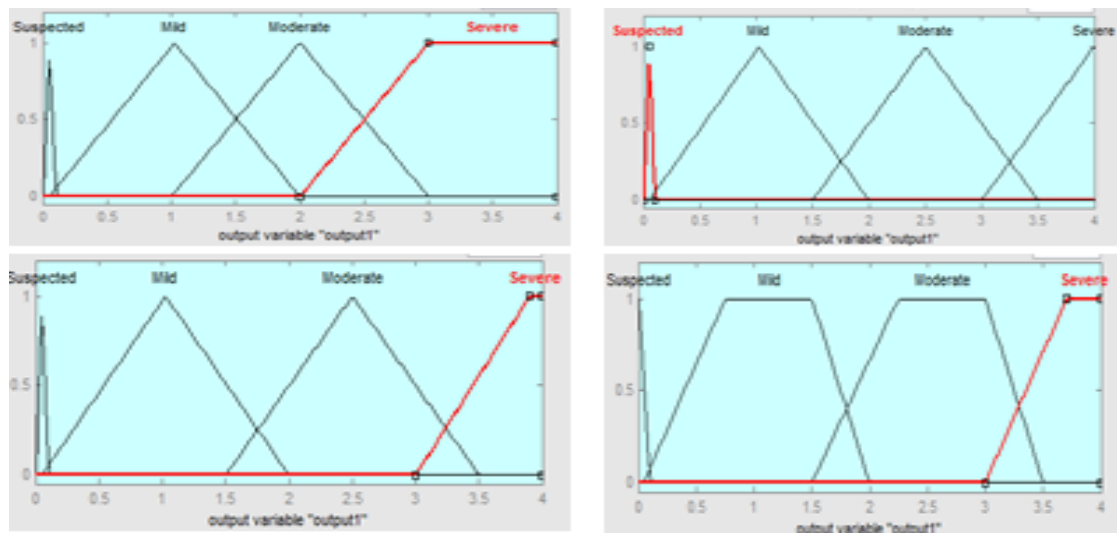 Suspected Mild Moderate Severe
1
0.5
0
0 0.5 1 1.5 2 2.5 3 3.5 4
output variable "output1"
Suspected Mild Moderate Severe
1
0.5
0
0 0.5 1 1.5 2 2.5 3 3.5 4
output variable "output1"
Suspected Mild Moderate Severe
1
0.5
0
0 0.5 1 1.5 2 2.5 3 3.5 4
output variable "output1"
Suspected Mild Moderate Severe
1
0.5
0
0 0.5 1 1.5 2 2.5 3 3.5 4
output variable "output1"